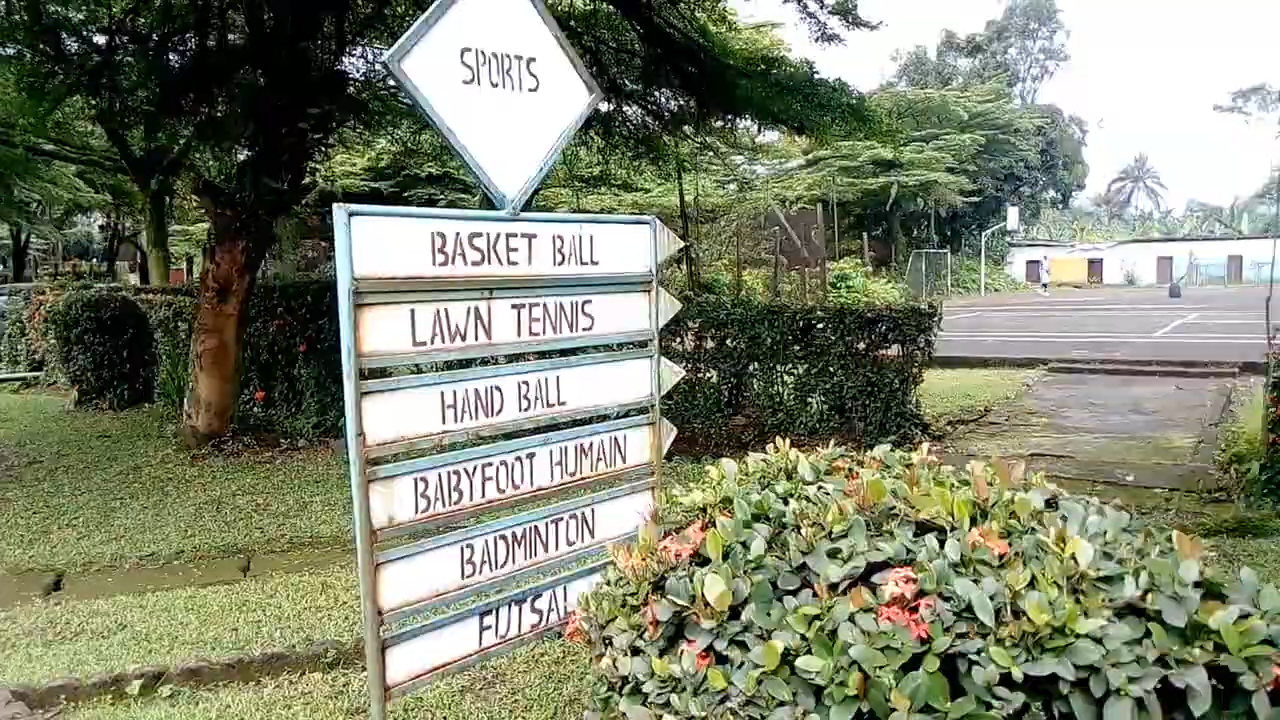 SPORTS
BASKET BALL
LAWN TENNIS
HAND BALL
BABYFOOT HUMAIN
BADMINTON
FUTSAL